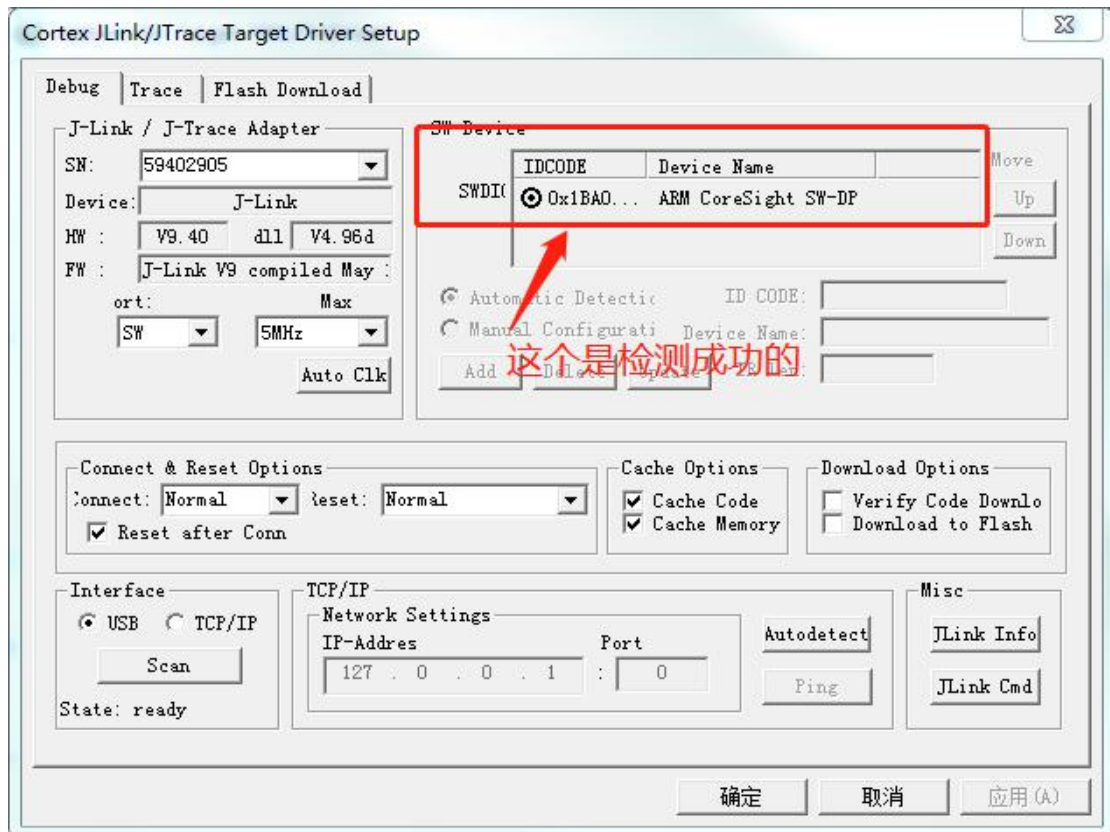 Cortex JLink/JTrace Target Driver Setup
Debug Trace Flash Download
J-Link / J-Trace Adapter
SN: 59402905
Device: J-Link
HW : V9.40 dll V4.96d
FW : J-Link V9 compiled May
ort: Max
SW 5MHz
Auto Clk
SW Device
IDCODE Device Name
SWDI 0x1BA0... ARM CoreSight SW-DP
Move
Up
Down
Automatic Detectic ID CODE:
Manual Configurati Device Name:
Add
这个是检测成功的
Connect & Reset Options
onnect: Normal eset: Normal
Reset after Conn
Cache Options
Cache Code
Cache Memory
Download Options
Verify Code Downlo
Download to Flash
Interface
USB TCP/IP
Scan
State: ready
TCP/IP
Network Settings
IP-Addres Port
127 . 0 . 0 . 1 : 0
Autodetect
Ping
Misc
JLink Info
JLink Cmd
确定 取消 应用(A)